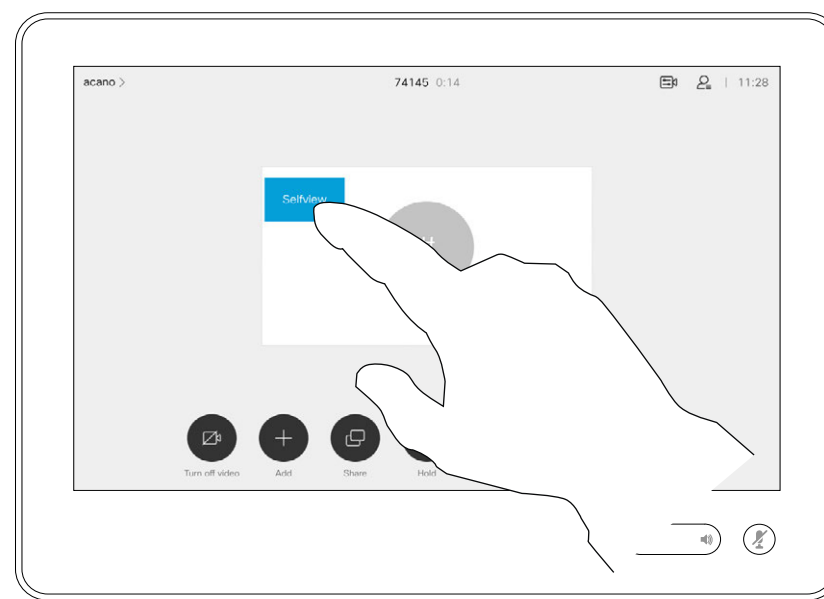 acano >
74145 0:14
11:28
Selfview
Turn off video
Add
Share
Hold